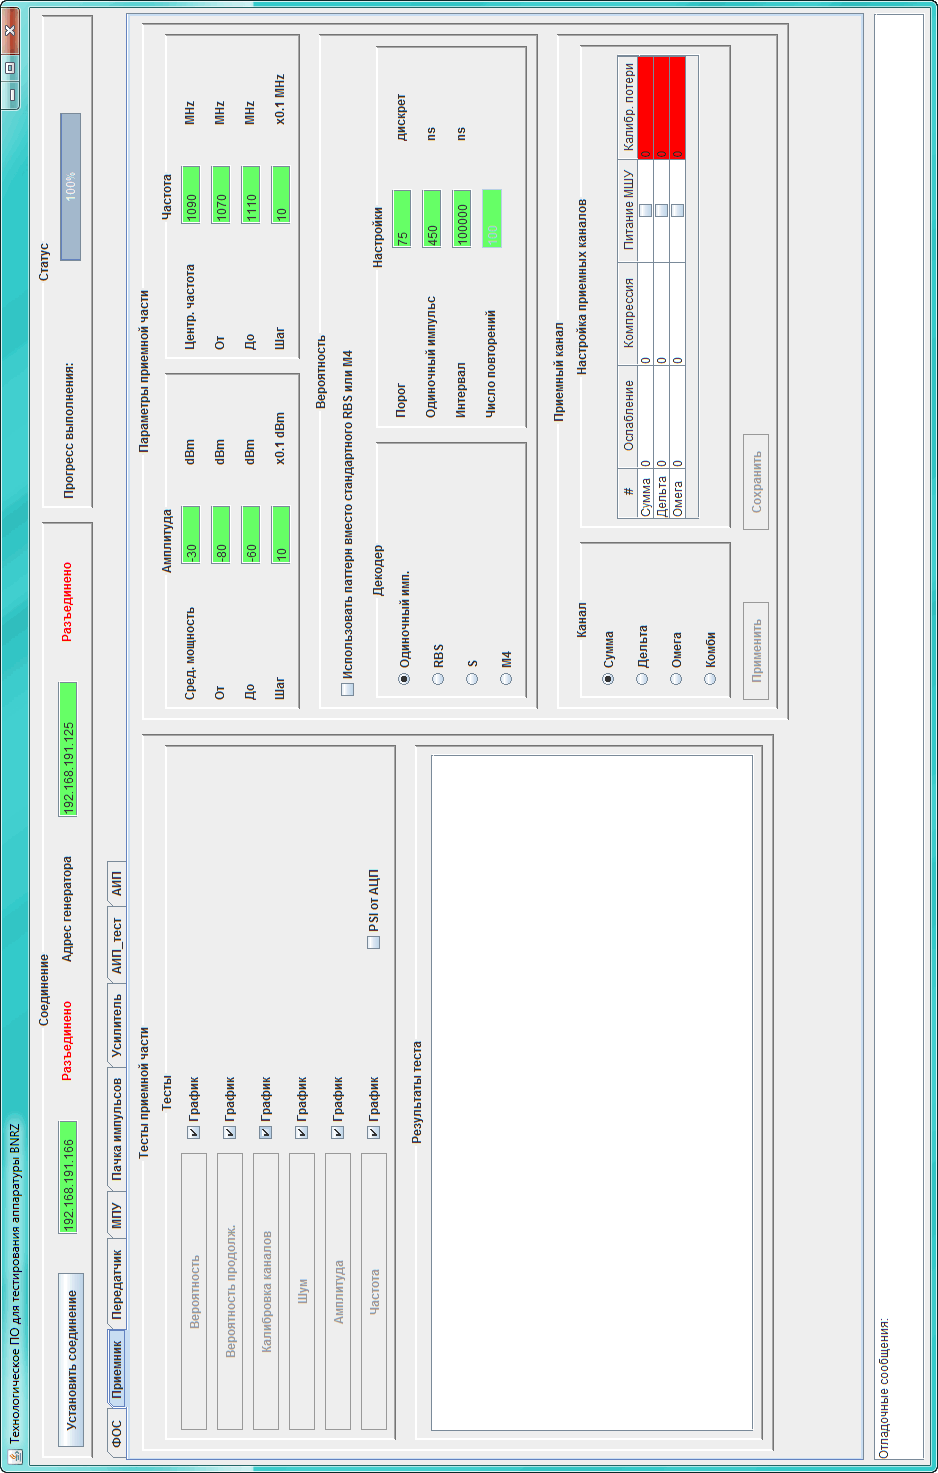 Технологическое ПО для тестирования аппаратуры BNRZ
Соединение
Установить соединение
192.168.191.166
Разъединено
Адрес генератора
192.168.191.125
Разъединено
Статус
Прогресс выполнения:
100%
ФОС
Приемник
Передатчик
МПУ
Пачка импульсов
Усилитель
АИП_тест
АИП
Тесты приемной части
Тесты
Вероятность
График
Вероятность продолж.
График
Калибровка каналов
График
Шум
График
Амплитуда
График
Частота
График
PSI от АЦП
Результаты теста
Параметры приемной части
Амплитуда
Сред. мощность -30 dBm
От -80 dBm
До -60 dBm
Шаг 10 x0.1 dBm
Частота
Центр. частота 1090 MHz
От 1070 MHz
До 1110 MHz
Шаг 10 x0.1 MHz
Вероятность
Использовать паттерн вместо стандартного RBS или M4
Декодер
Одиночный имп.
RBS
S
M4
Настройки
Порог 75 дискрет
Одиночный импульс 450 ns
Интервал 100000 ns
Число повторений
Приемный канал
Канал
Сумма
Дельта
Омега
Комби
Настройка приемных каналов
# Ослабление Компрессия Питание МШУ Калибр. потери
Сумма 0 0 0
Дельта 0 0 0
Омега 0 0 0
Применить
Сохранить
Отладочные сообщения: